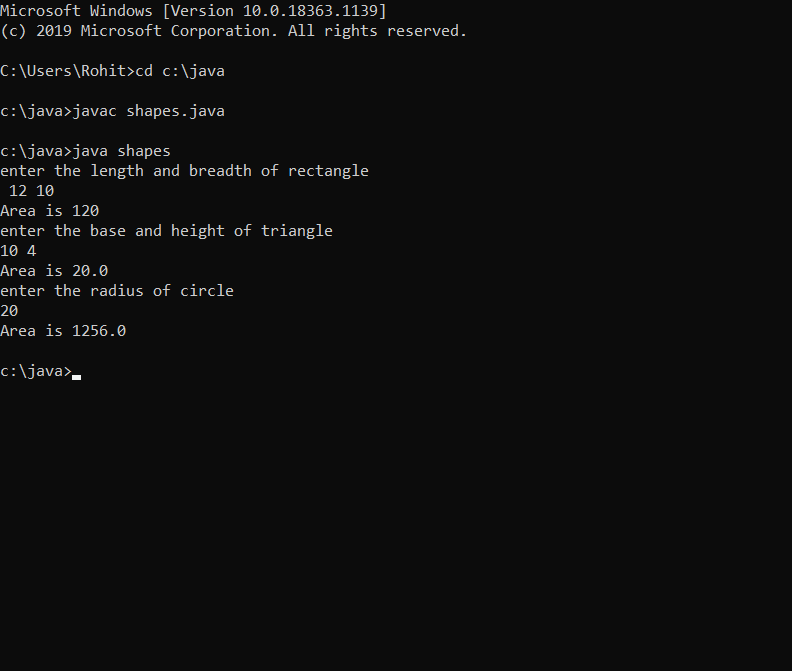 Microsoft Windows [Version 10.0.18363.1139]
(c) 2019 Microsoft Corporation. All rights reserved.
C:\Users\Rohit>cd c:\java
c:\java>javac shapes.java
c:\java>java shapes
enter the length and breadth of rectangle
 12 10
Area is 120
enter the base and height of triangle
10 4
Area is 20.0
enter the radius of circle
20
Area is 1256.0
c:\java>